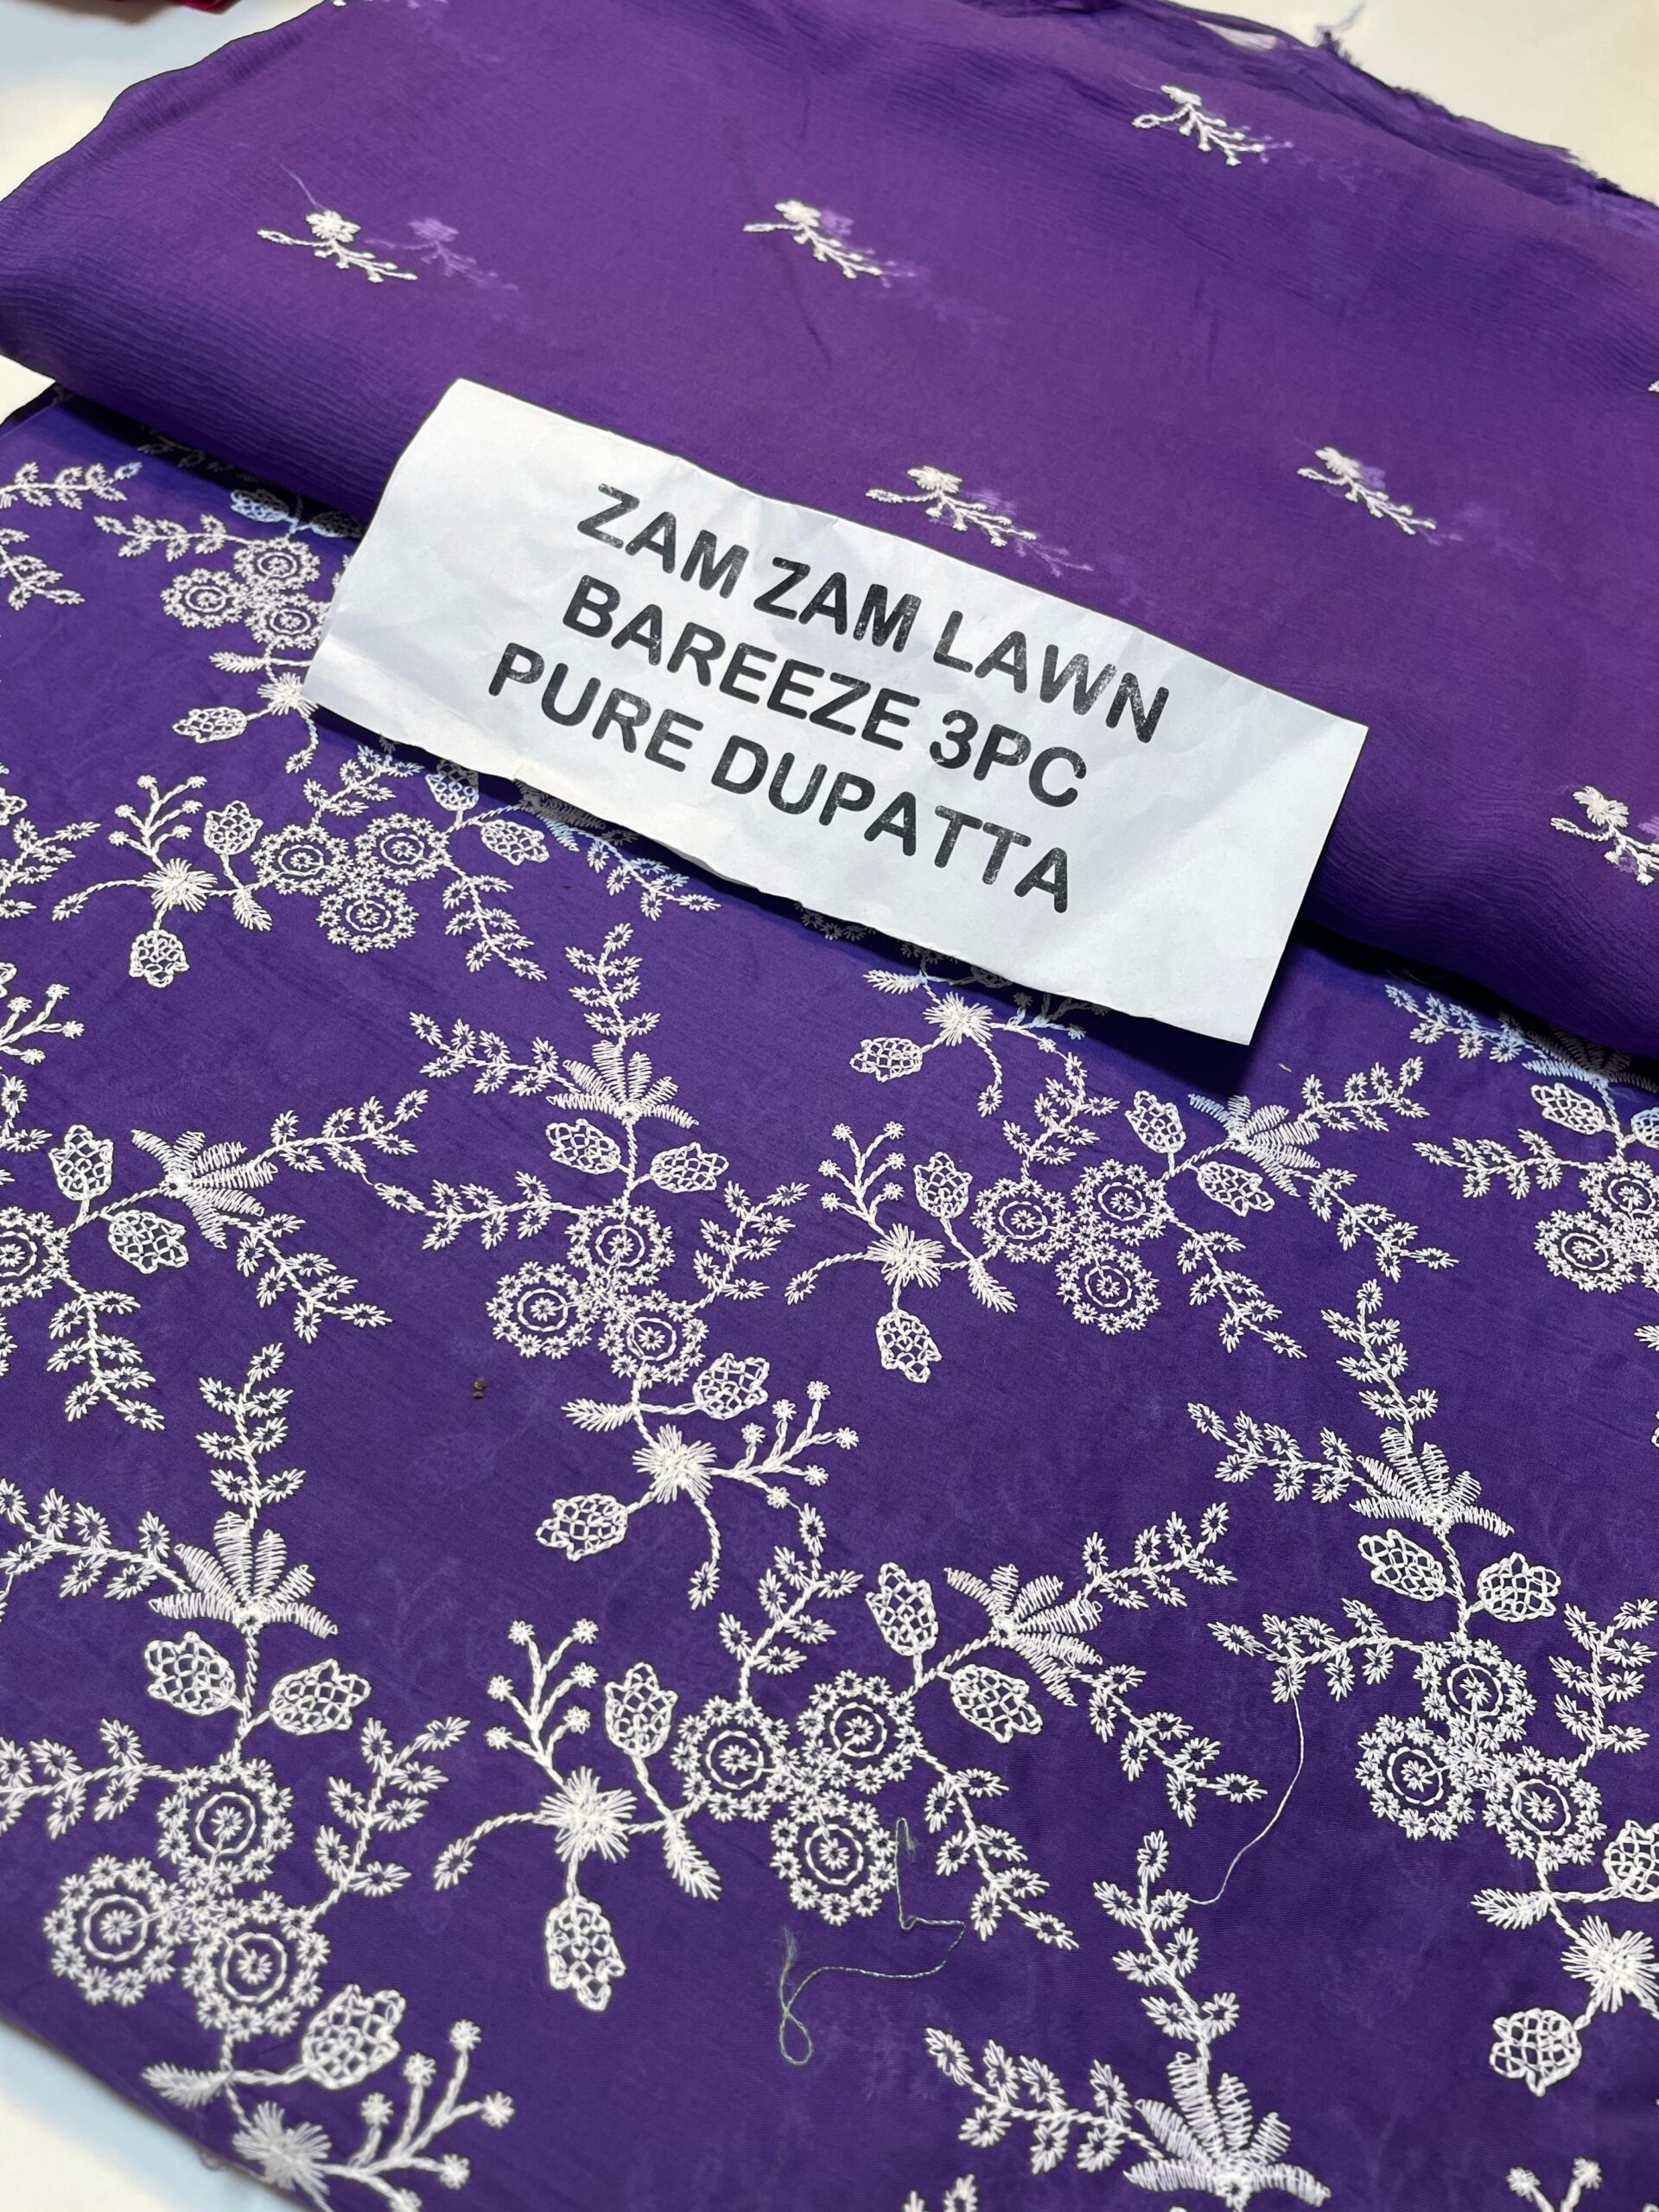 ZAM ZAM LAWN
BAREEZE 3PC
PURE DUPATTA